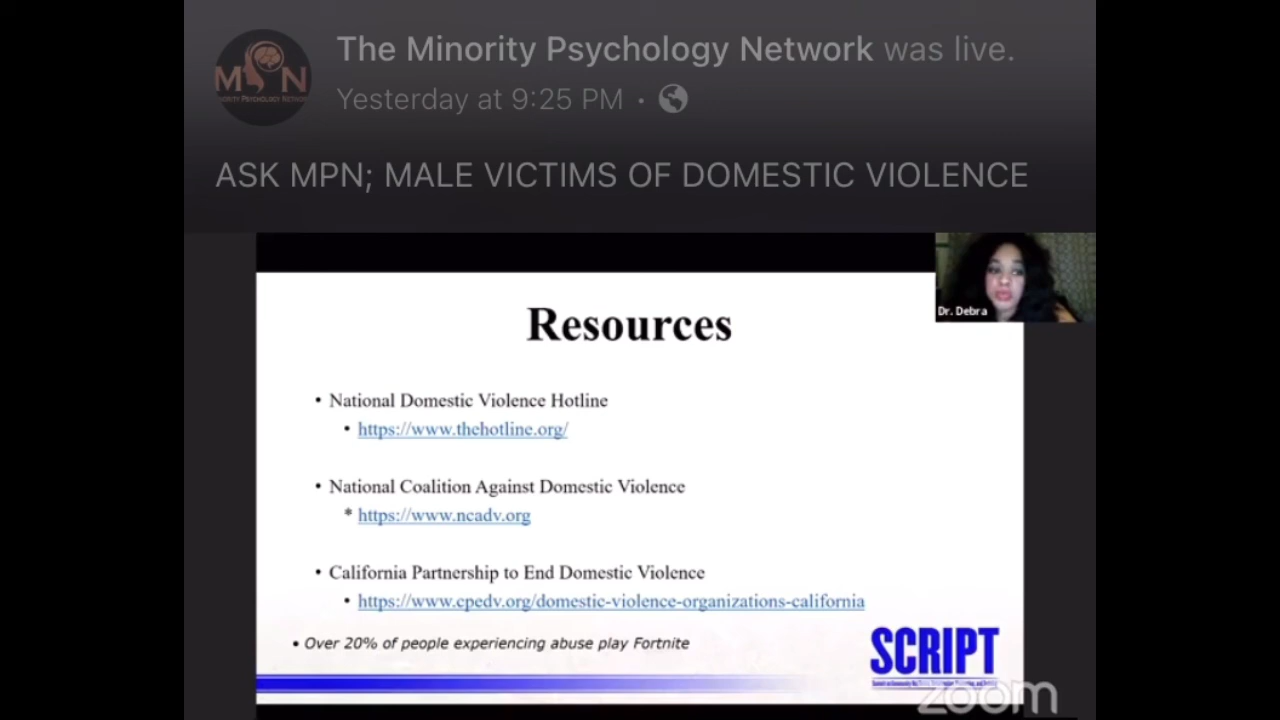 The Minority Psychology Network was live.
Yesterday at 9:25 PM ·
ASK MPN; MALE VICTIMS OF DOMESTIC VIOLENCE
Dr. Debra
Resources
• National Domestic Violence Hotline
• https://www.thehotline.org/
• National Coalition Against Domestic Violence
* https://www.ncadv.org
• California Partnership to End Domestic Violence
• https://www.cpedv.org/domestic-violence-organizations-california
• Over 20% of people experiencing abuse play Fortnite
SCRIPT
zoom